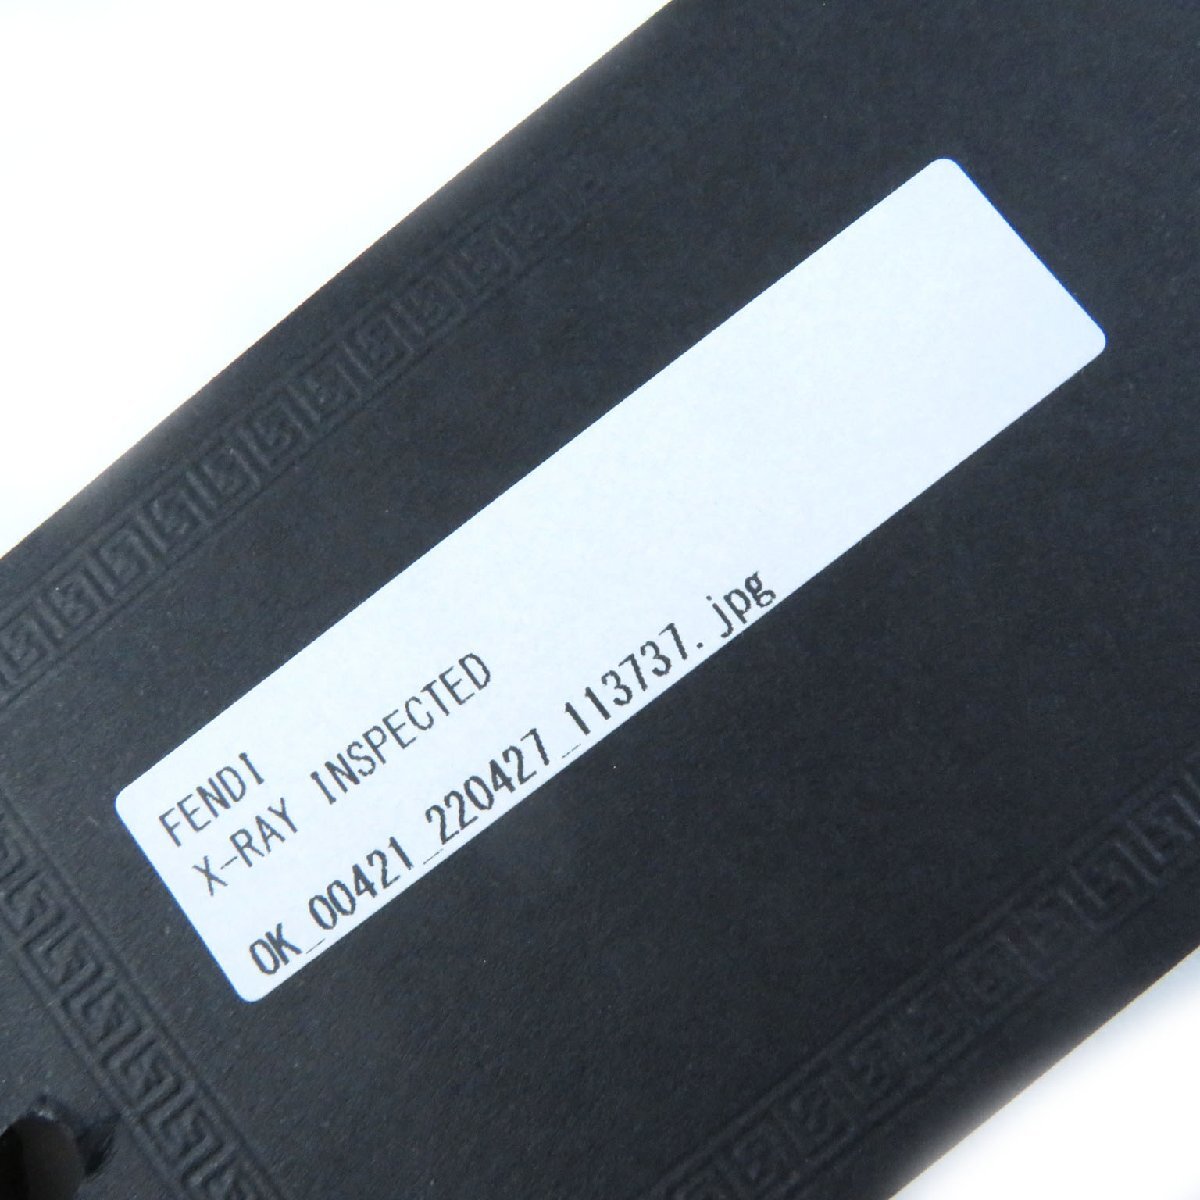 FENDI
X-RAY INSPECTED
OK_00421_220427_113737.jpg